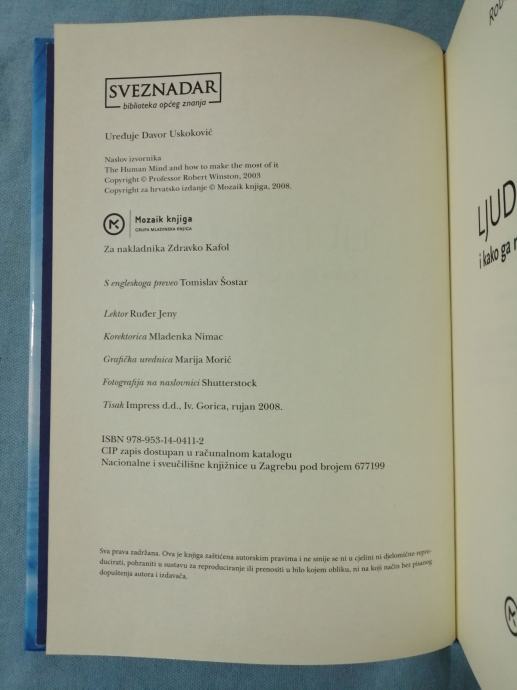 SVEZNADAR
biblioteka općeg znanja
Uređuje Davor Uskoković
Naslov izvornika
The Human Mind and how to make the most of it
Copyright © Professor Robert Winston, 2003
Copyright za hrvatsko izdanje © Mozaik knjiga, 2008.
Mozaik knjiga
GRUPA MLADINSKA KNJIGA
Za nakladnika Zdravko Kafol
S engleskoga preveo Tomislav Šostar
Lektor Ruđer Jeny
Korektorica Mladenka Nimac
Grafička urednica Marija Morić
Fotografija na naslovnici Shutterstock
Tisak Impress d.d., Iv. Gorica, rujan 2008.
ISBN 978-953-14-0411-2
CIP zapis dostupan u računalnom katalogu
Nacionalne i sveučilišne knjižnice u Zagrebu pod brojem 677199
Sva prava zadržana. Ova je knjiga zaštićena autorskim pravima i ne smije se ni u cjelini ni djelomično repro-
ducirati, pohraniti u sustavu za reproduciranje ili prenositi u bilo kojem obliku, ni na koji način bez pisanog
dopuštenja autora i izdavača.
LJUD
i kako ga